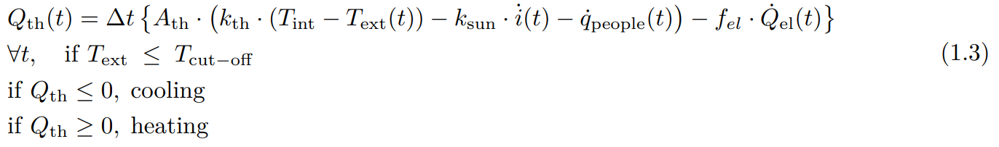 Q_th(t) = Δt { A_th · ( k_th · (T_int − T_ext(t)) − k_sun · i̇(t) − q̇_people(t) ) − f_el · Q̇_el(t) }
∀t, if T_ext ≤ T_cut−off
(1.3)
if Q_th ≤ 0, cooling
if Q_th ≥ 0, heating